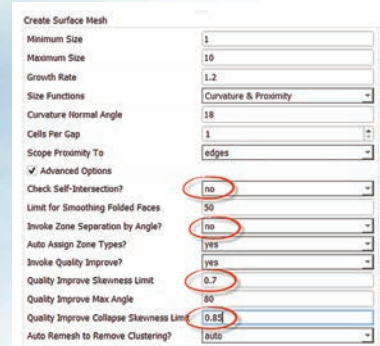 Create Surface Mesh
Minimum Size 1
Maximum Size 10
Growth Rate 1.2
Size Functions Curvature & Proximity
Curvature Normal Angle 18
Cells Per Gap 1
Scope Proximity To edges
Advanced Options
Check Self-Intersection? no
Limit for Smoothing Folded Faces 50
Invoke Zone Separation by Angle? no
Auto Assign Zone Types? yes
Invoke Quality Improve? yes
Quality Improve Skewness Limit 0.7
Quality Improve Max Angle 80
Quality Improve Collapse Skewness Limit 0.85
Auto Remesh to Remove Clustering? auto